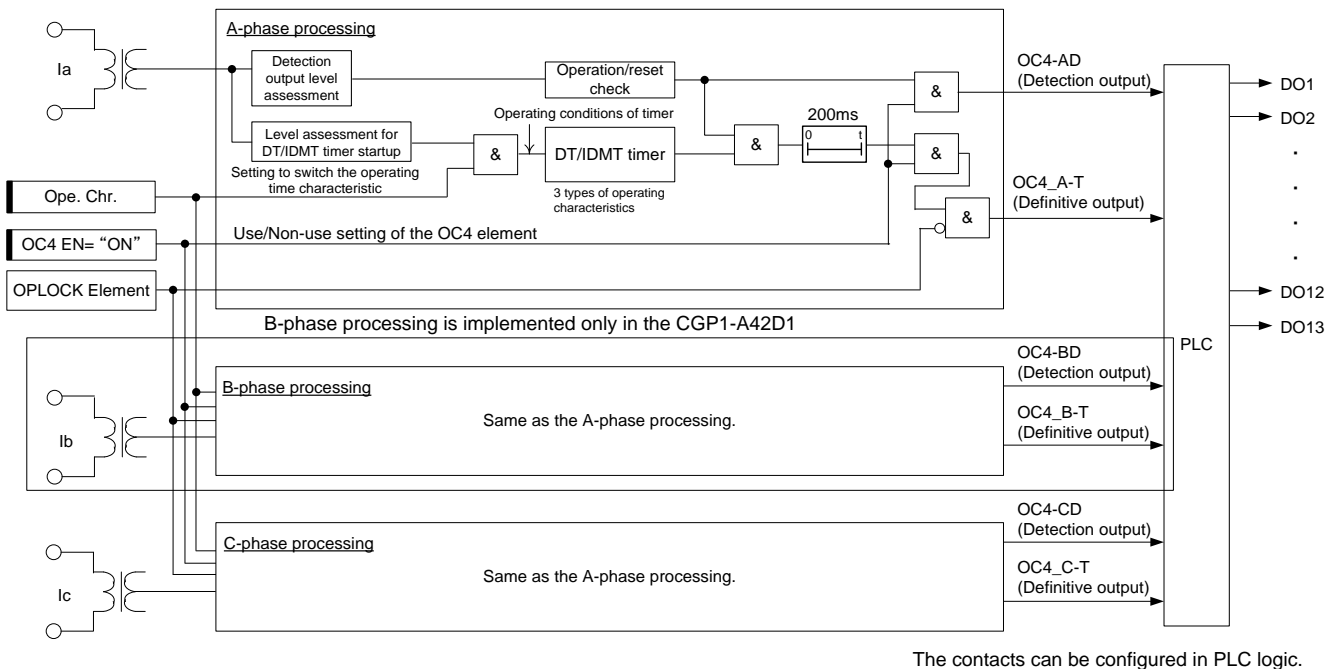 A-phase processing
Ia
Detection
output level
assessment
Operation/reset
check
&
OC4-AD
(Detection output)
DO1
DO2
Operating conditions of timer
200ms
0 t
Level assessment for
DT/IDMT timer startup
&
DT/IDMT timer
&
&
Setting to switch the operating
time characteristic
3 types of operating
characteristics
OC4_A-T
(Definitive output)
&
Ope. Chr.
OC4 EN= “ON”
Use/Non-use setting of the OC4 element
OPLOCK Element
DO12
DO13
B-phase processing is implemented only in the CGP1-A42D1
PLC
OC4-BD
(Detection output)
B-phase processing
Ib
Same as the A-phase processing.
OC4_B-T
(Definitive output)
OC4-CD
(Detection output)
C-phase processing
Ic
Same as the A-phase processing.
OC4_C-T
(Definitive output)
The contacts can be configured in PLC logic.